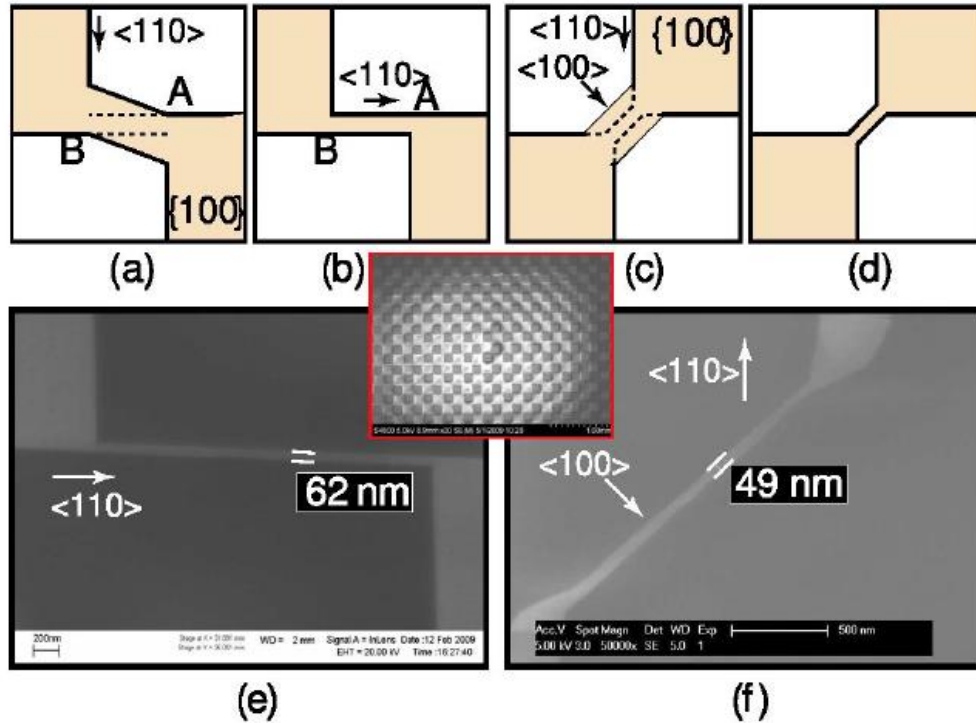 <110>
A
B
{100}
(a)
<110>
A
B
(b)
<110>
<100>
{100}
(c)
(d)
62 nm
<110>
200nm
WD = 2 mm
Signal A = InLens
EHT = 20.00 kV
Date :12 Feb 2009
Time :16:27:40
(e)
<110>
<100>
49 nm
Acc.V Spot Magn Det WD Exp
5.00 kV 3.0 50000x SE 5.0 1
500 nm
(f)